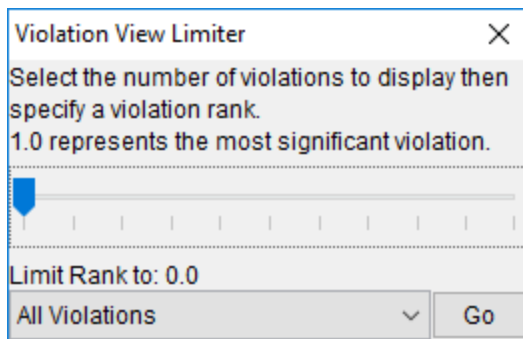 Violation View Limiter
Select the number of violations to display then
specify a violation rank.
1.0 represents the most significant violation.
Limit Rank to: 0.0
All Violations
Go